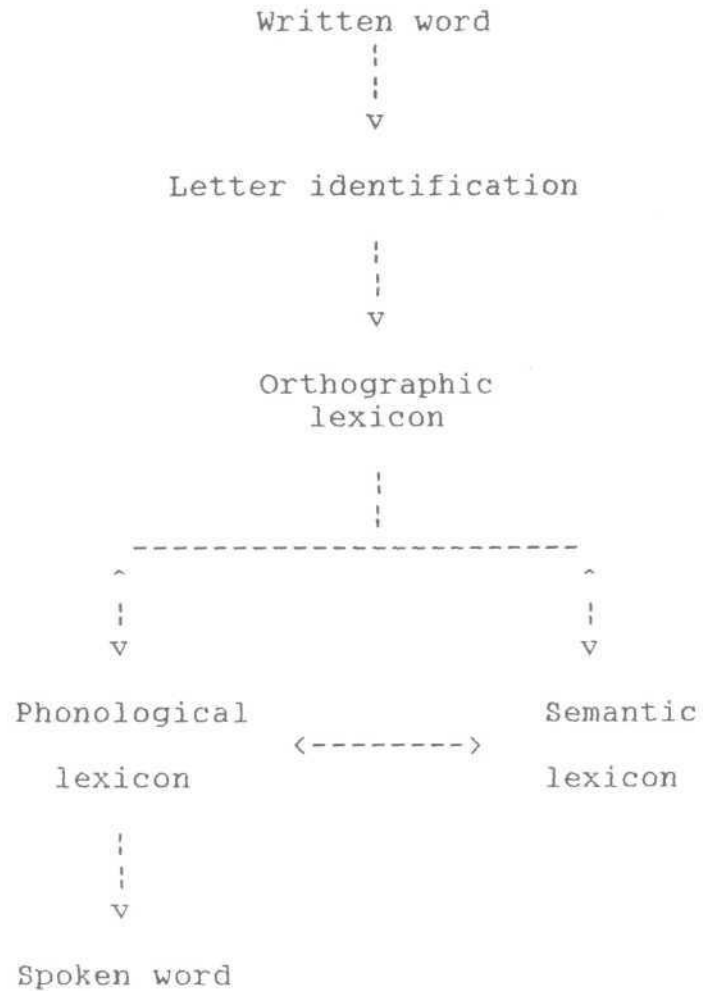 Written word
Letter identification
Orthographic
lexicon
Phonological
lexicon
Semantic
lexicon
Spoken word